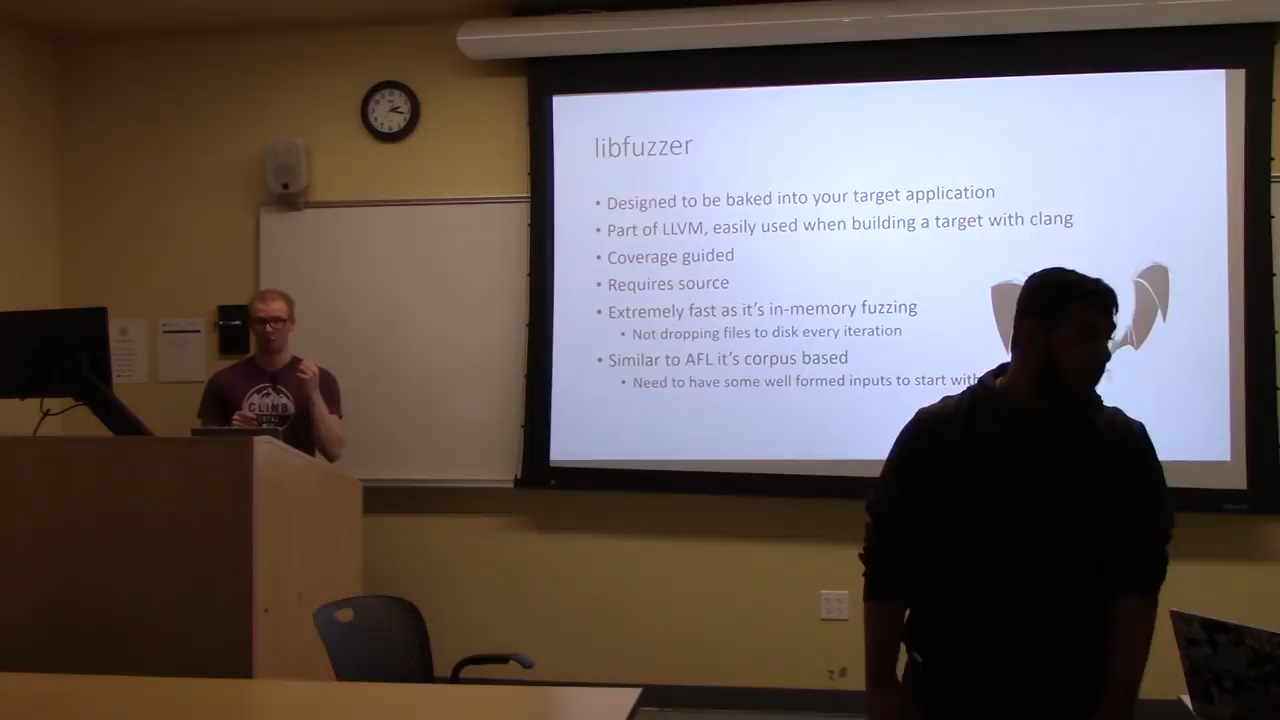 libfuzzer
• Designed to be baked into your target application
• Part of LLVM, easily used when building a target with clang
• Coverage guided
• Requires source
• Extremely fast as it's in-memory fuzzing
• Not dropping files to disk every iteration
• Similar to AFL it's corpus based
• Need to have some well formed inputs to start with
CLIMB